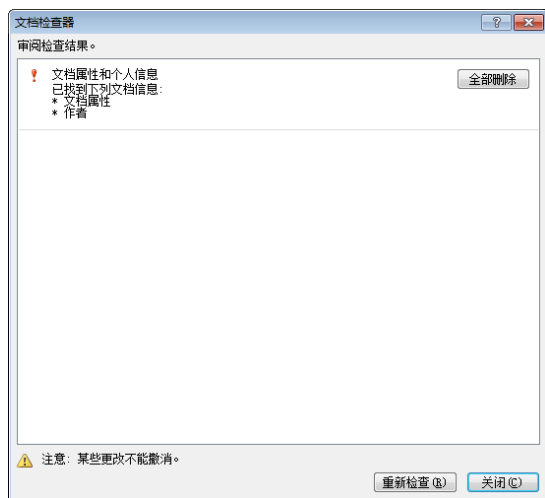 文档检查器
审阅检查结果。
文档属性和个人信息
全部删除
已找到下列文档信息:
* 文档属性
* 作者
注意: 某些更改不能撤消。
重新检查(R)
关闭(C)